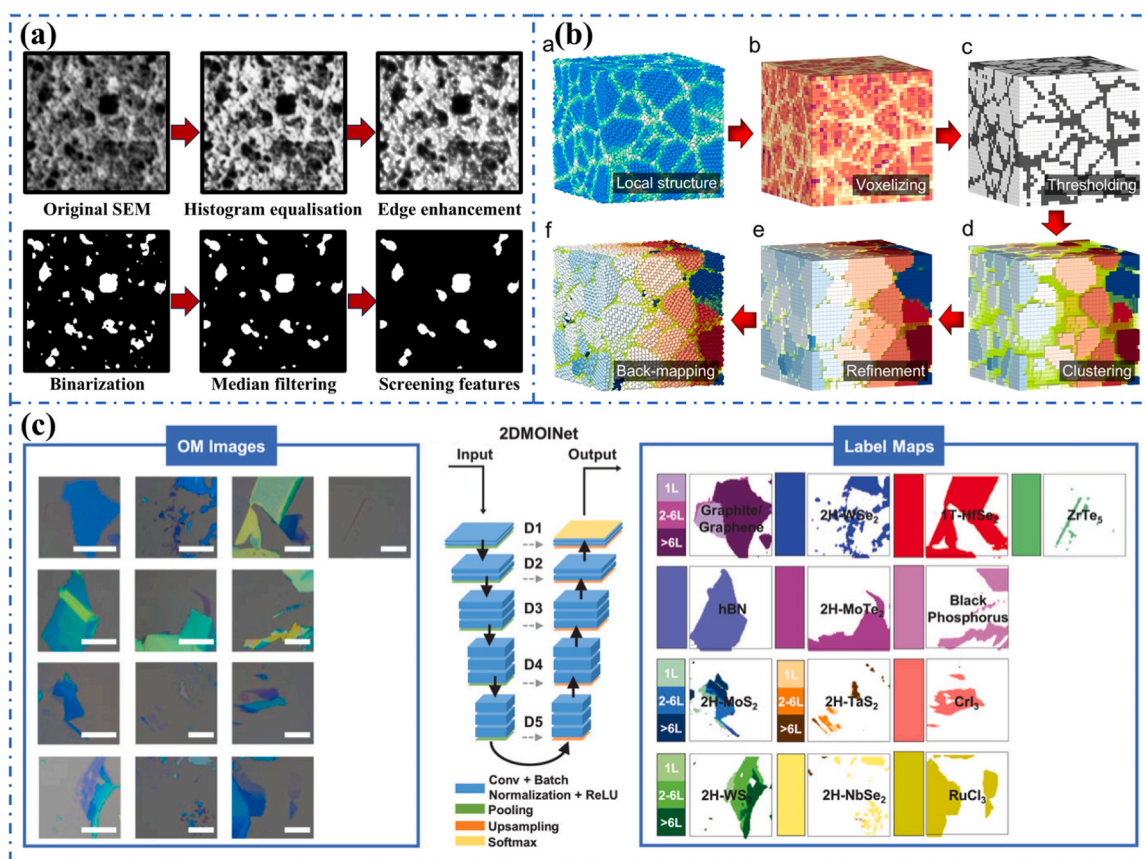 (a)
Original SEM
Histogram equalisation
Edge enhancement
Binarization
Median filtering
Screening features
(b)
a
Local structure
b
Voxelizing
c
Thresholding
f
Back-mapping
e
Refinement
d
Clustering
(c)
OM Images
2DMOINet
Input
Output
D1
D2
D3
D4
D5
Conv + Batch
Normalization + ReLU
Pooling
Upsampling
Softmax
Label Maps
1L
2-6L
>6L
Graphite/
Graphene
2H-WSe₂
1T-HfSe₂
ZrTe₅
hBN
2H-MoTe₂
Black
Phosphorus
1L
2-6L
>6L
2H-MoS₂
1L
2-6L
>6L
2H-TaS₂
CrI₃
1L
2-6L
>6L
2H-WS₂
2H-NbSe₂
RuCl₃